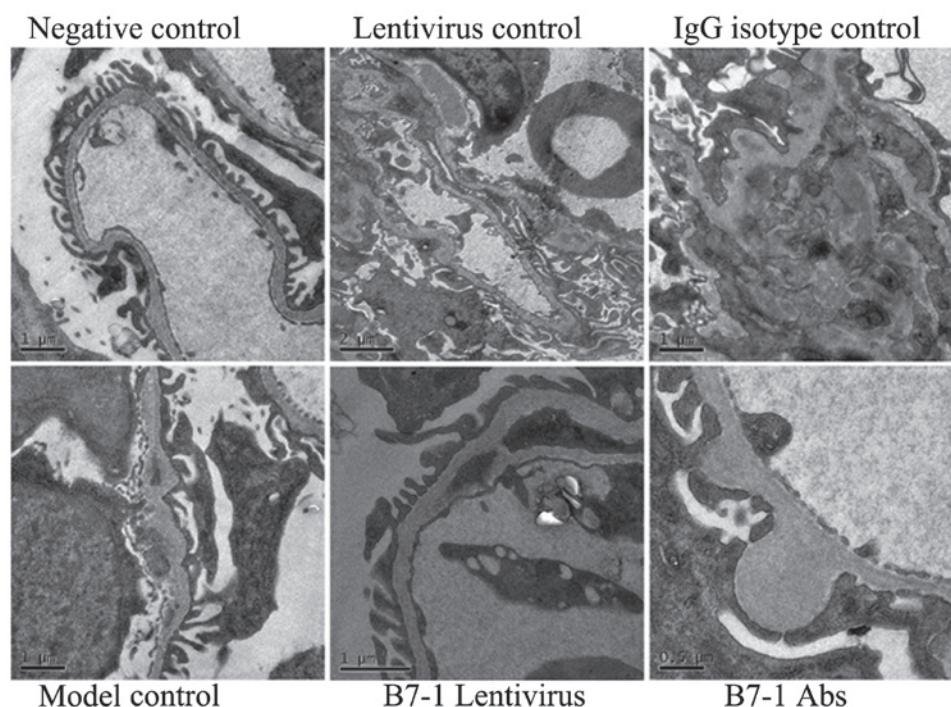 Negative control
Lentivirus control
IgG isotype control
1 μm
2 μm
1 μm
1 μm
1 μm
0.5 μm
Model control
B7-1 Lentivirus
B7-1 Abs